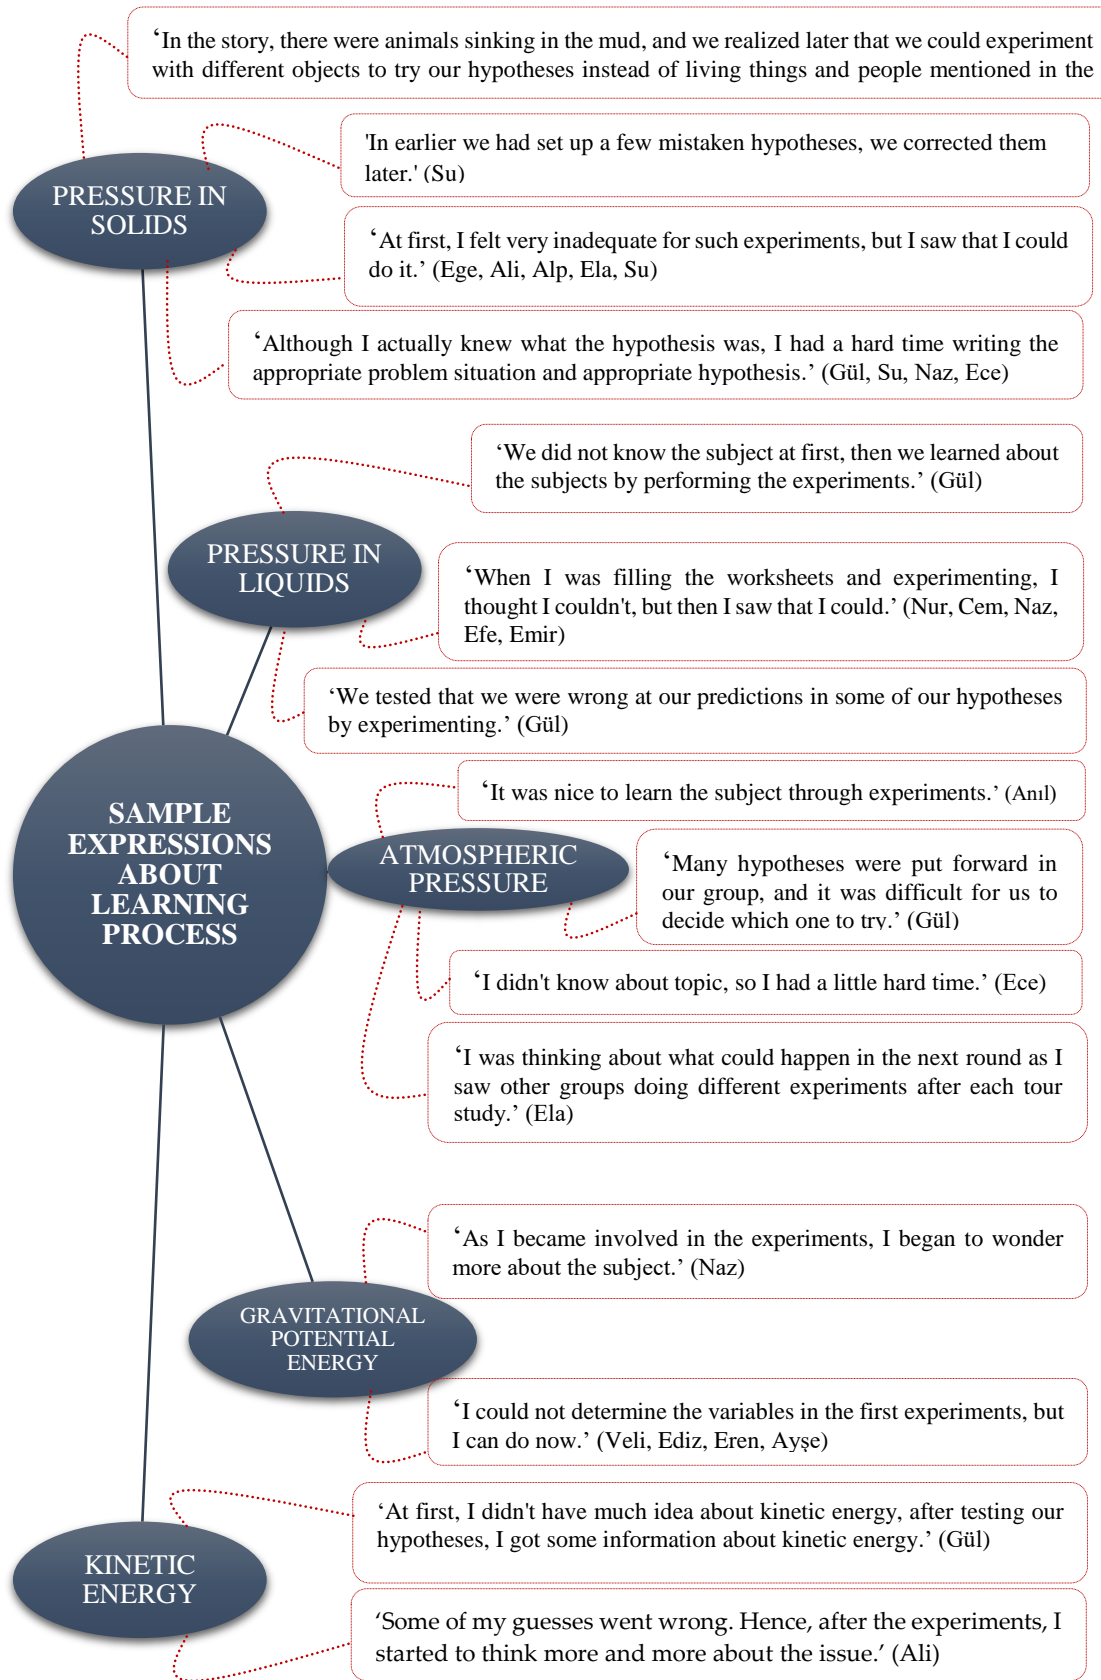 ‘In the story, there were animals sinking in the mud, and we realized later that we could experiment
with different objects to try our hypotheses instead of living things and people mentioned in the
'In earlier we had set up a few mistaken hypotheses, we corrected them
later.' (Su)
PRESSURE IN
SOLIDS
‘At first, I felt very inadequate for such experiments, but I saw that I could
do it.’ (Ege, Ali, Alp, Ela, Su)
‘Although I actually knew what the hypothesis was, I had a hard time writing the
appropriate problem situation and appropriate hypothesis.’ (Gül, Su, Naz, Ece)
‘We did not know the subject at first, then we learned about
the subjects by performing the experiments.’ (Gül)
PRESSURE IN
LIQUIDS
‘When I was filling the worksheets and experimenting, I
thought I couldn't, but then I saw that I could.’ (Nur, Cem, Naz,
Efe, Emir)
‘We tested that we were wrong at our predictions in some of our hypotheses
by experimenting.’ (Gül)
SAMPLE
EXPRESSIONS
ABOUT
LEARNING
PROCESS
‘It was nice to learn the subject through experiments.’ (Anıl)
ATMOSPHERIC
PRESSURE
‘Many hypotheses were put forward in
our group, and it was difficult for us to
decide which one to try.’ (Gül)
‘I didn't know about topic, so I had a little hard time.’ (Ece)
‘I was thinking about what could happen in the next round as I
saw other groups doing different experiments after each tour
study.’ (Ela)
‘As I became involved in the experiments, I began to wonder
more about the subject.’ (Naz)
GRAVITATIONAL
POTENTIAL
ENERGY
‘I could not determine the variables in the first experiments, but
I can do now.’ (Veli, Ediz, Eren, Ayşe)
‘At first, I didn't have much idea about kinetic energy, after testing our
hypotheses, I got some information about kinetic energy.’ (Gül)
KINETIC
ENERGY
‘Some of my guesses went wrong. Hence, after the experiments, I
started to think more and more about the issue.’ (Ali)